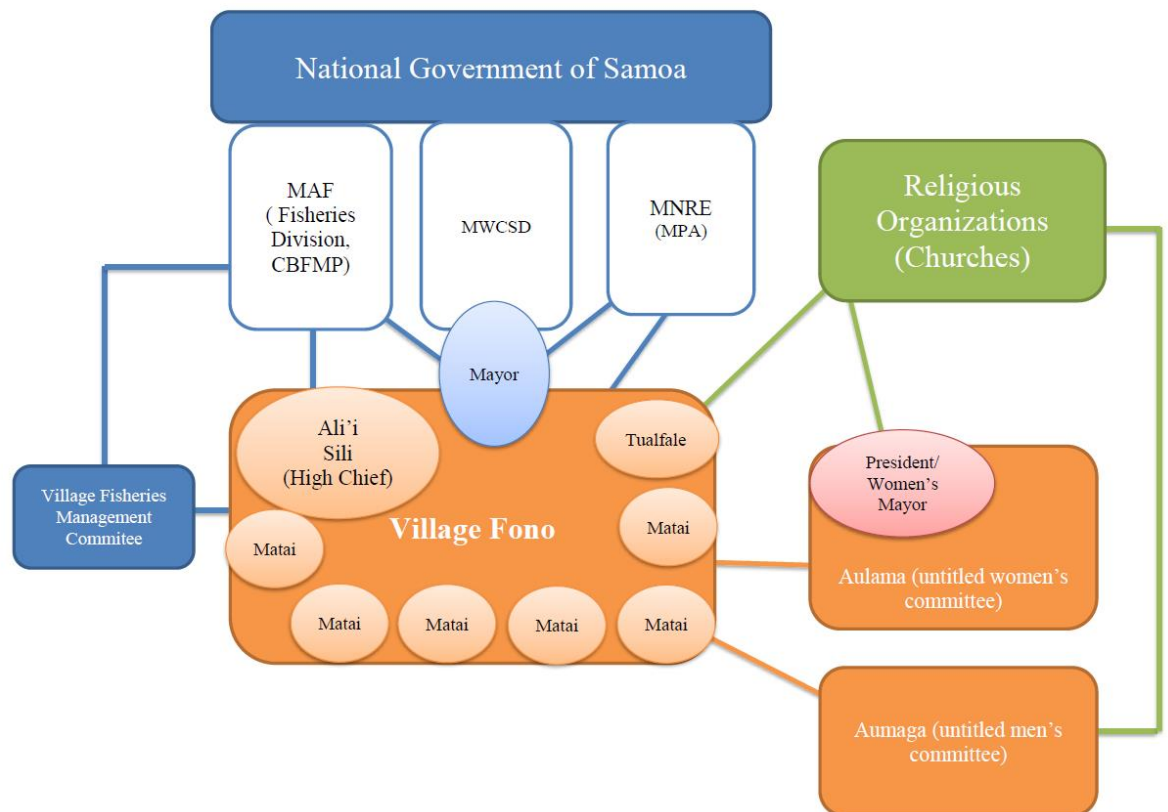 National Government of Samoa
MAF
( Fisheries
Division,
CBFMP)
MWCSD
MNRE
(MPA)
Religious
Organizations
(Churches)
Mayor
Ali’i
Sili
(High Chief)
Tualfale
President/
Women’s
Mayor
Village Fisheries
Management
Commitee
Village Fono
Matai
Matai
Aulama (untitled women’s
committee)
Matai
Matai
Matai
Matai
Aumaga (untitled men’s
committee)